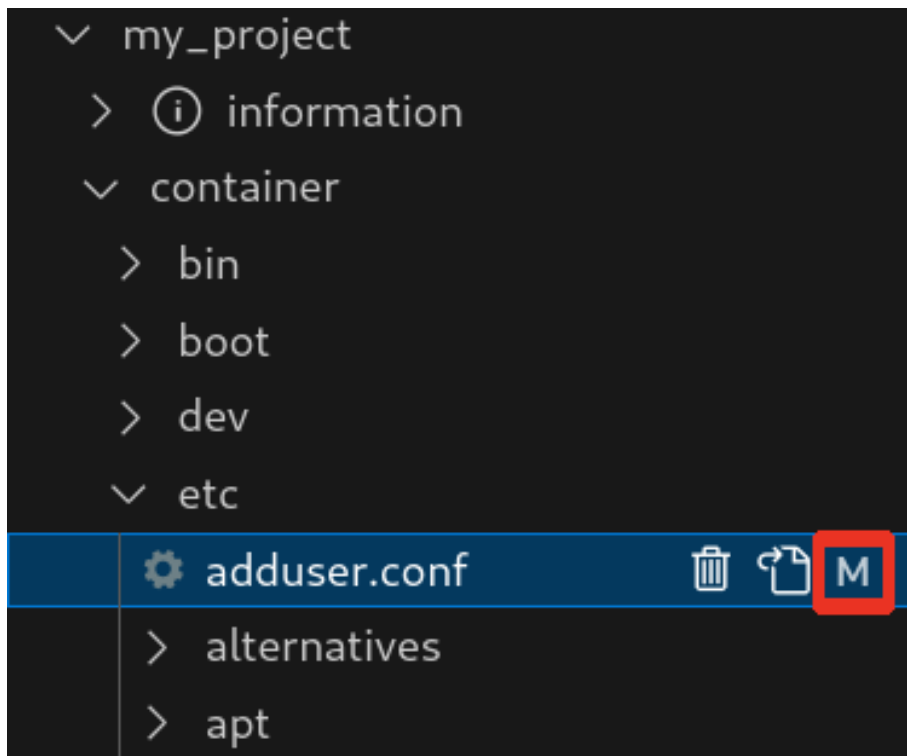 my_project
information
container
bin
boot
dev
etc
adduser.conf M
alternatives
apt